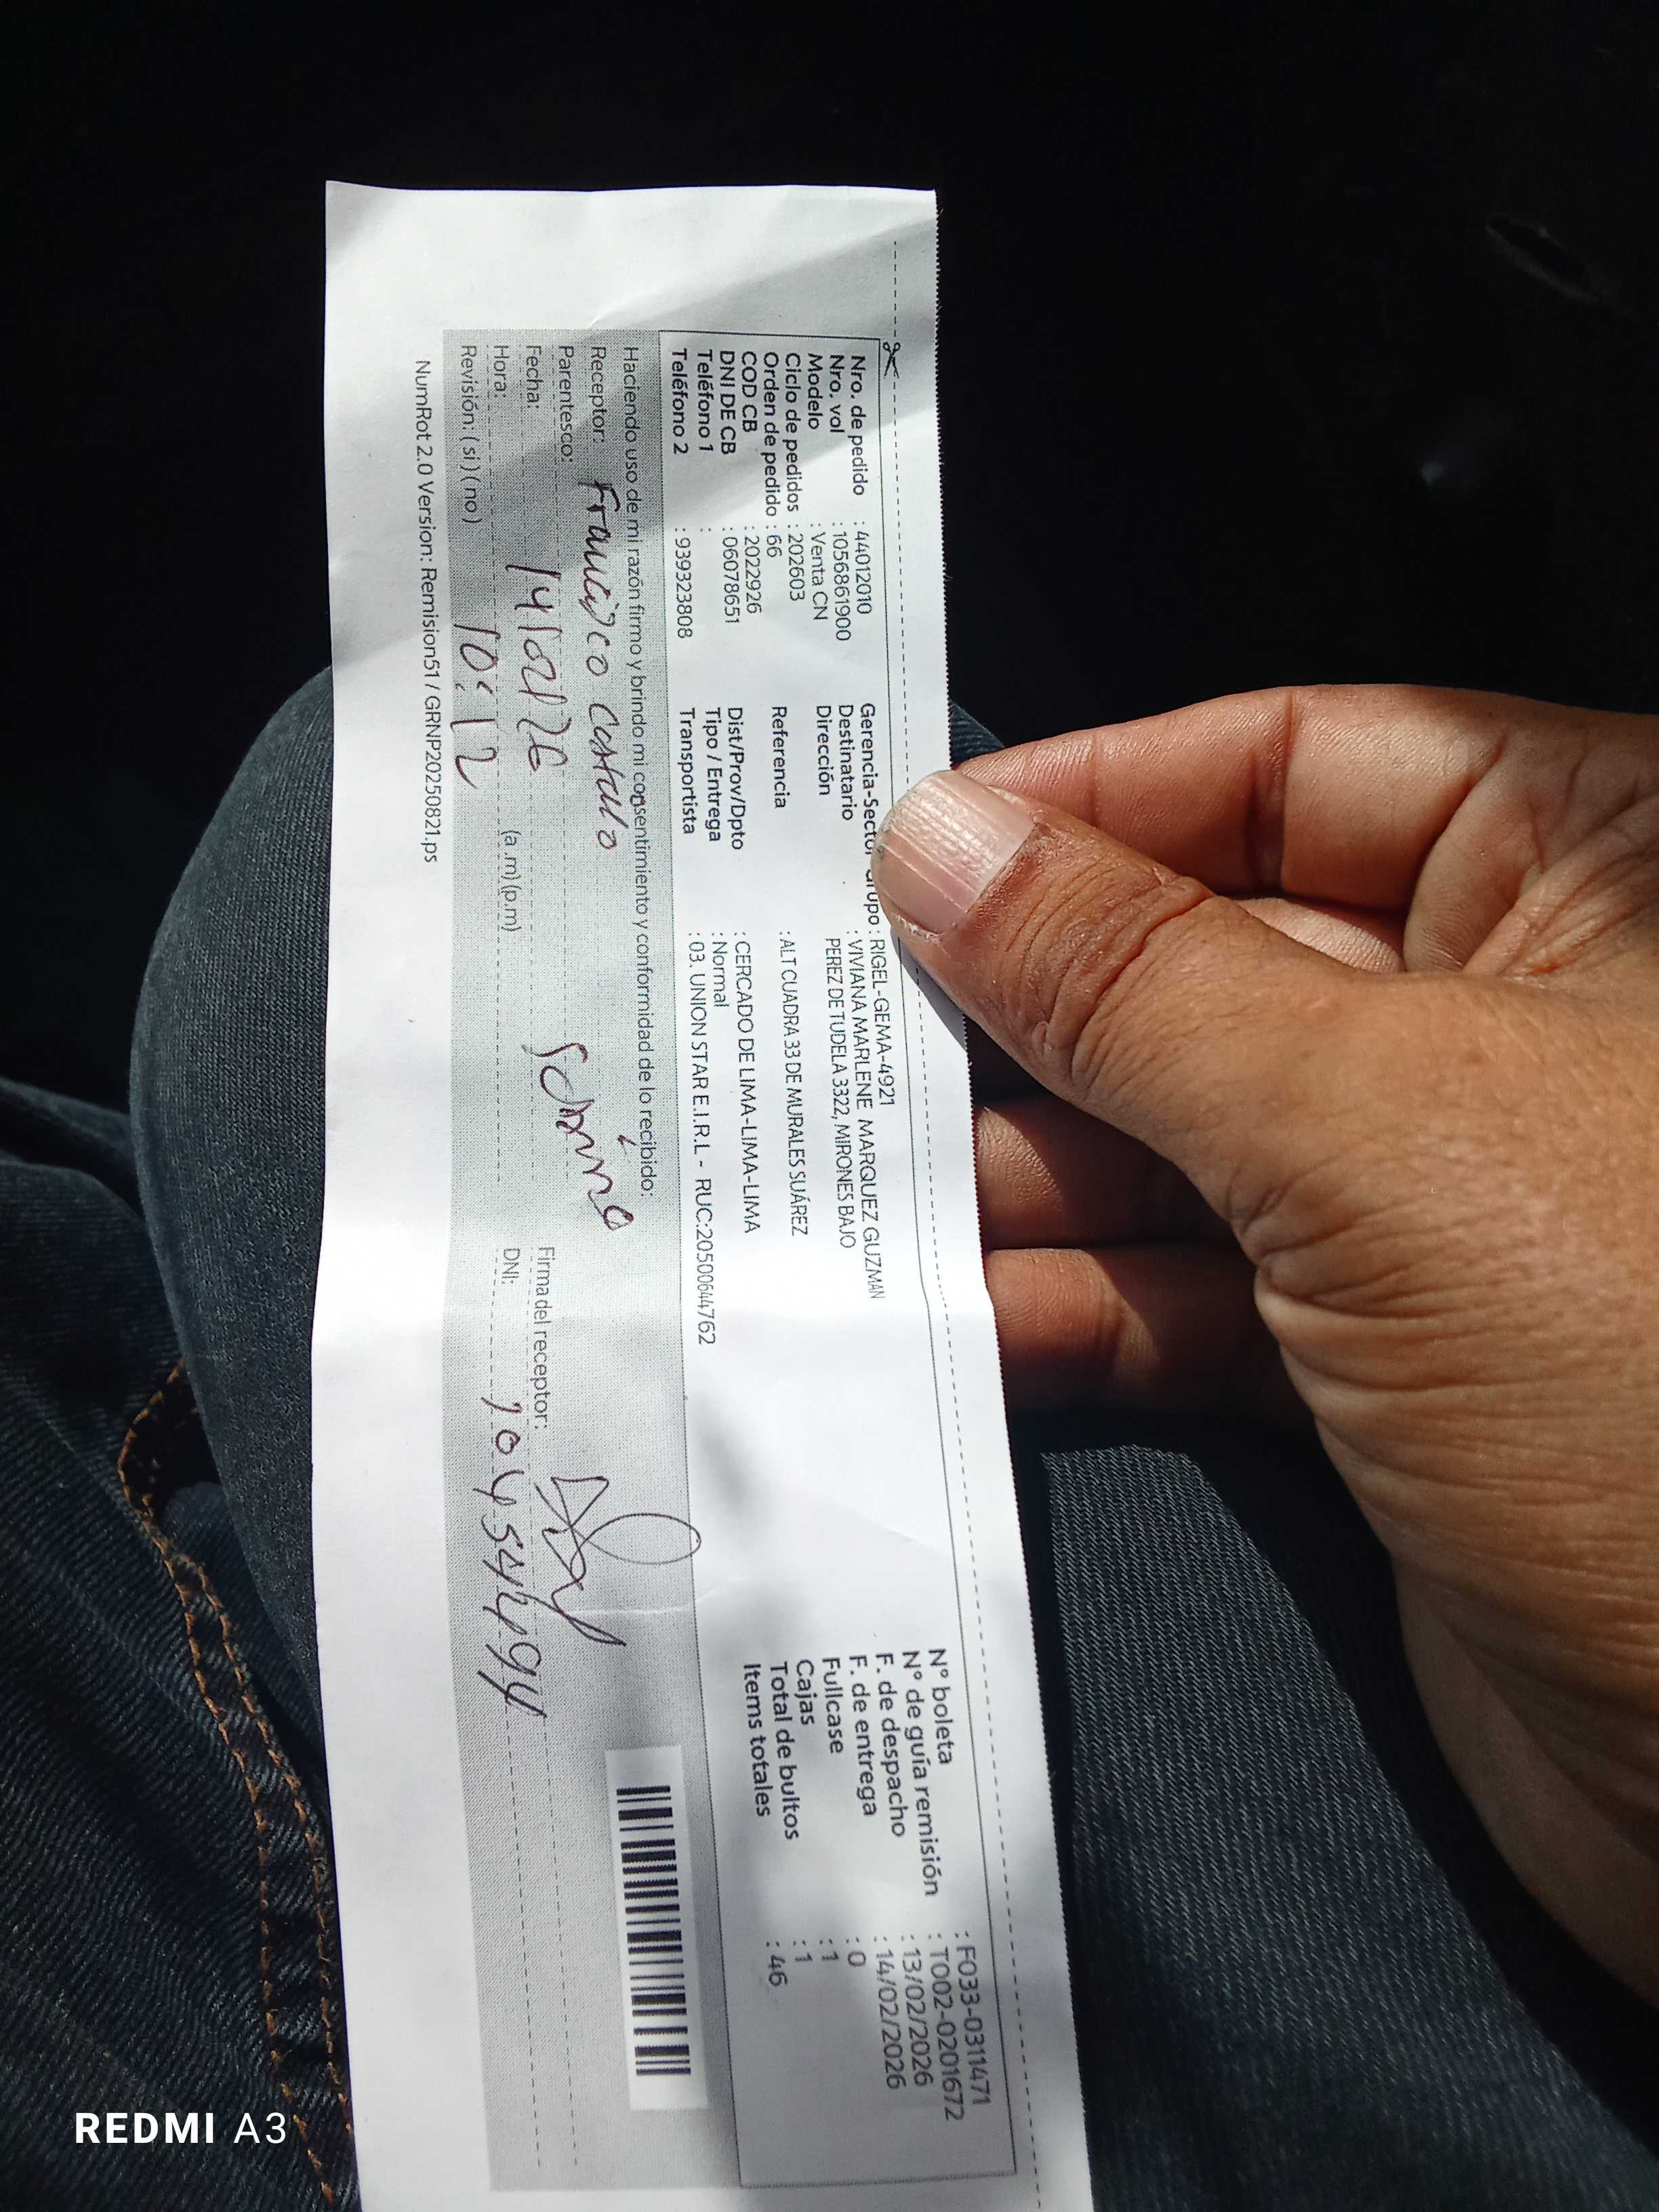 Nro. de pedido : 44012010
Nro. vol : 1056861900
Modelo : Venta CN
Ciclo de pedidos : 202603
Orden de pedido : 66
COD CB : 2022926
DNI DE CB : 06078651
Teléfono 1 :
Teléfono 2 : 939323808
Gerencia-Sector Grupo : RIGEL-GEMA-4921
Destinatario : VIVIANA MARLENE MARQUEZ GUZMAN
Dirección : PEREZ DE TUDELA 3322, MIRONES BAJO
Referencia : ALT CUADRA 33 DE MURALES SUÁREZ
Dist/Prov/Dpto : CERCADO DE LIMA-LIMA-LIMA
Tipo / Entrega : Normal
Transportista : 03. UNION STAR E.I.R.L - RUC:20500644762
N° boleta : F033-0311471
N° de guía remisión : T002-0201672
F. de despacho : 13/02/2026
F. de entrega : 14/02/2026
Fullcase : 0
Cajas : 1
Total de bultos : 1
Items totales : 46
Haciendo uso de mi razón firmo y brindo mi consentimiento y conformidad de lo recibido:
Receptor: Francisco
Parentesco:
Fecha: 14/02/26
Hora: 10:12 (a.m)(p.m)
Revisión: (si) (no)
Firma del receptor:
DNI:
NumRot 2.0 Version: Remision51 / GRNP20250821.ps
REDMI A3